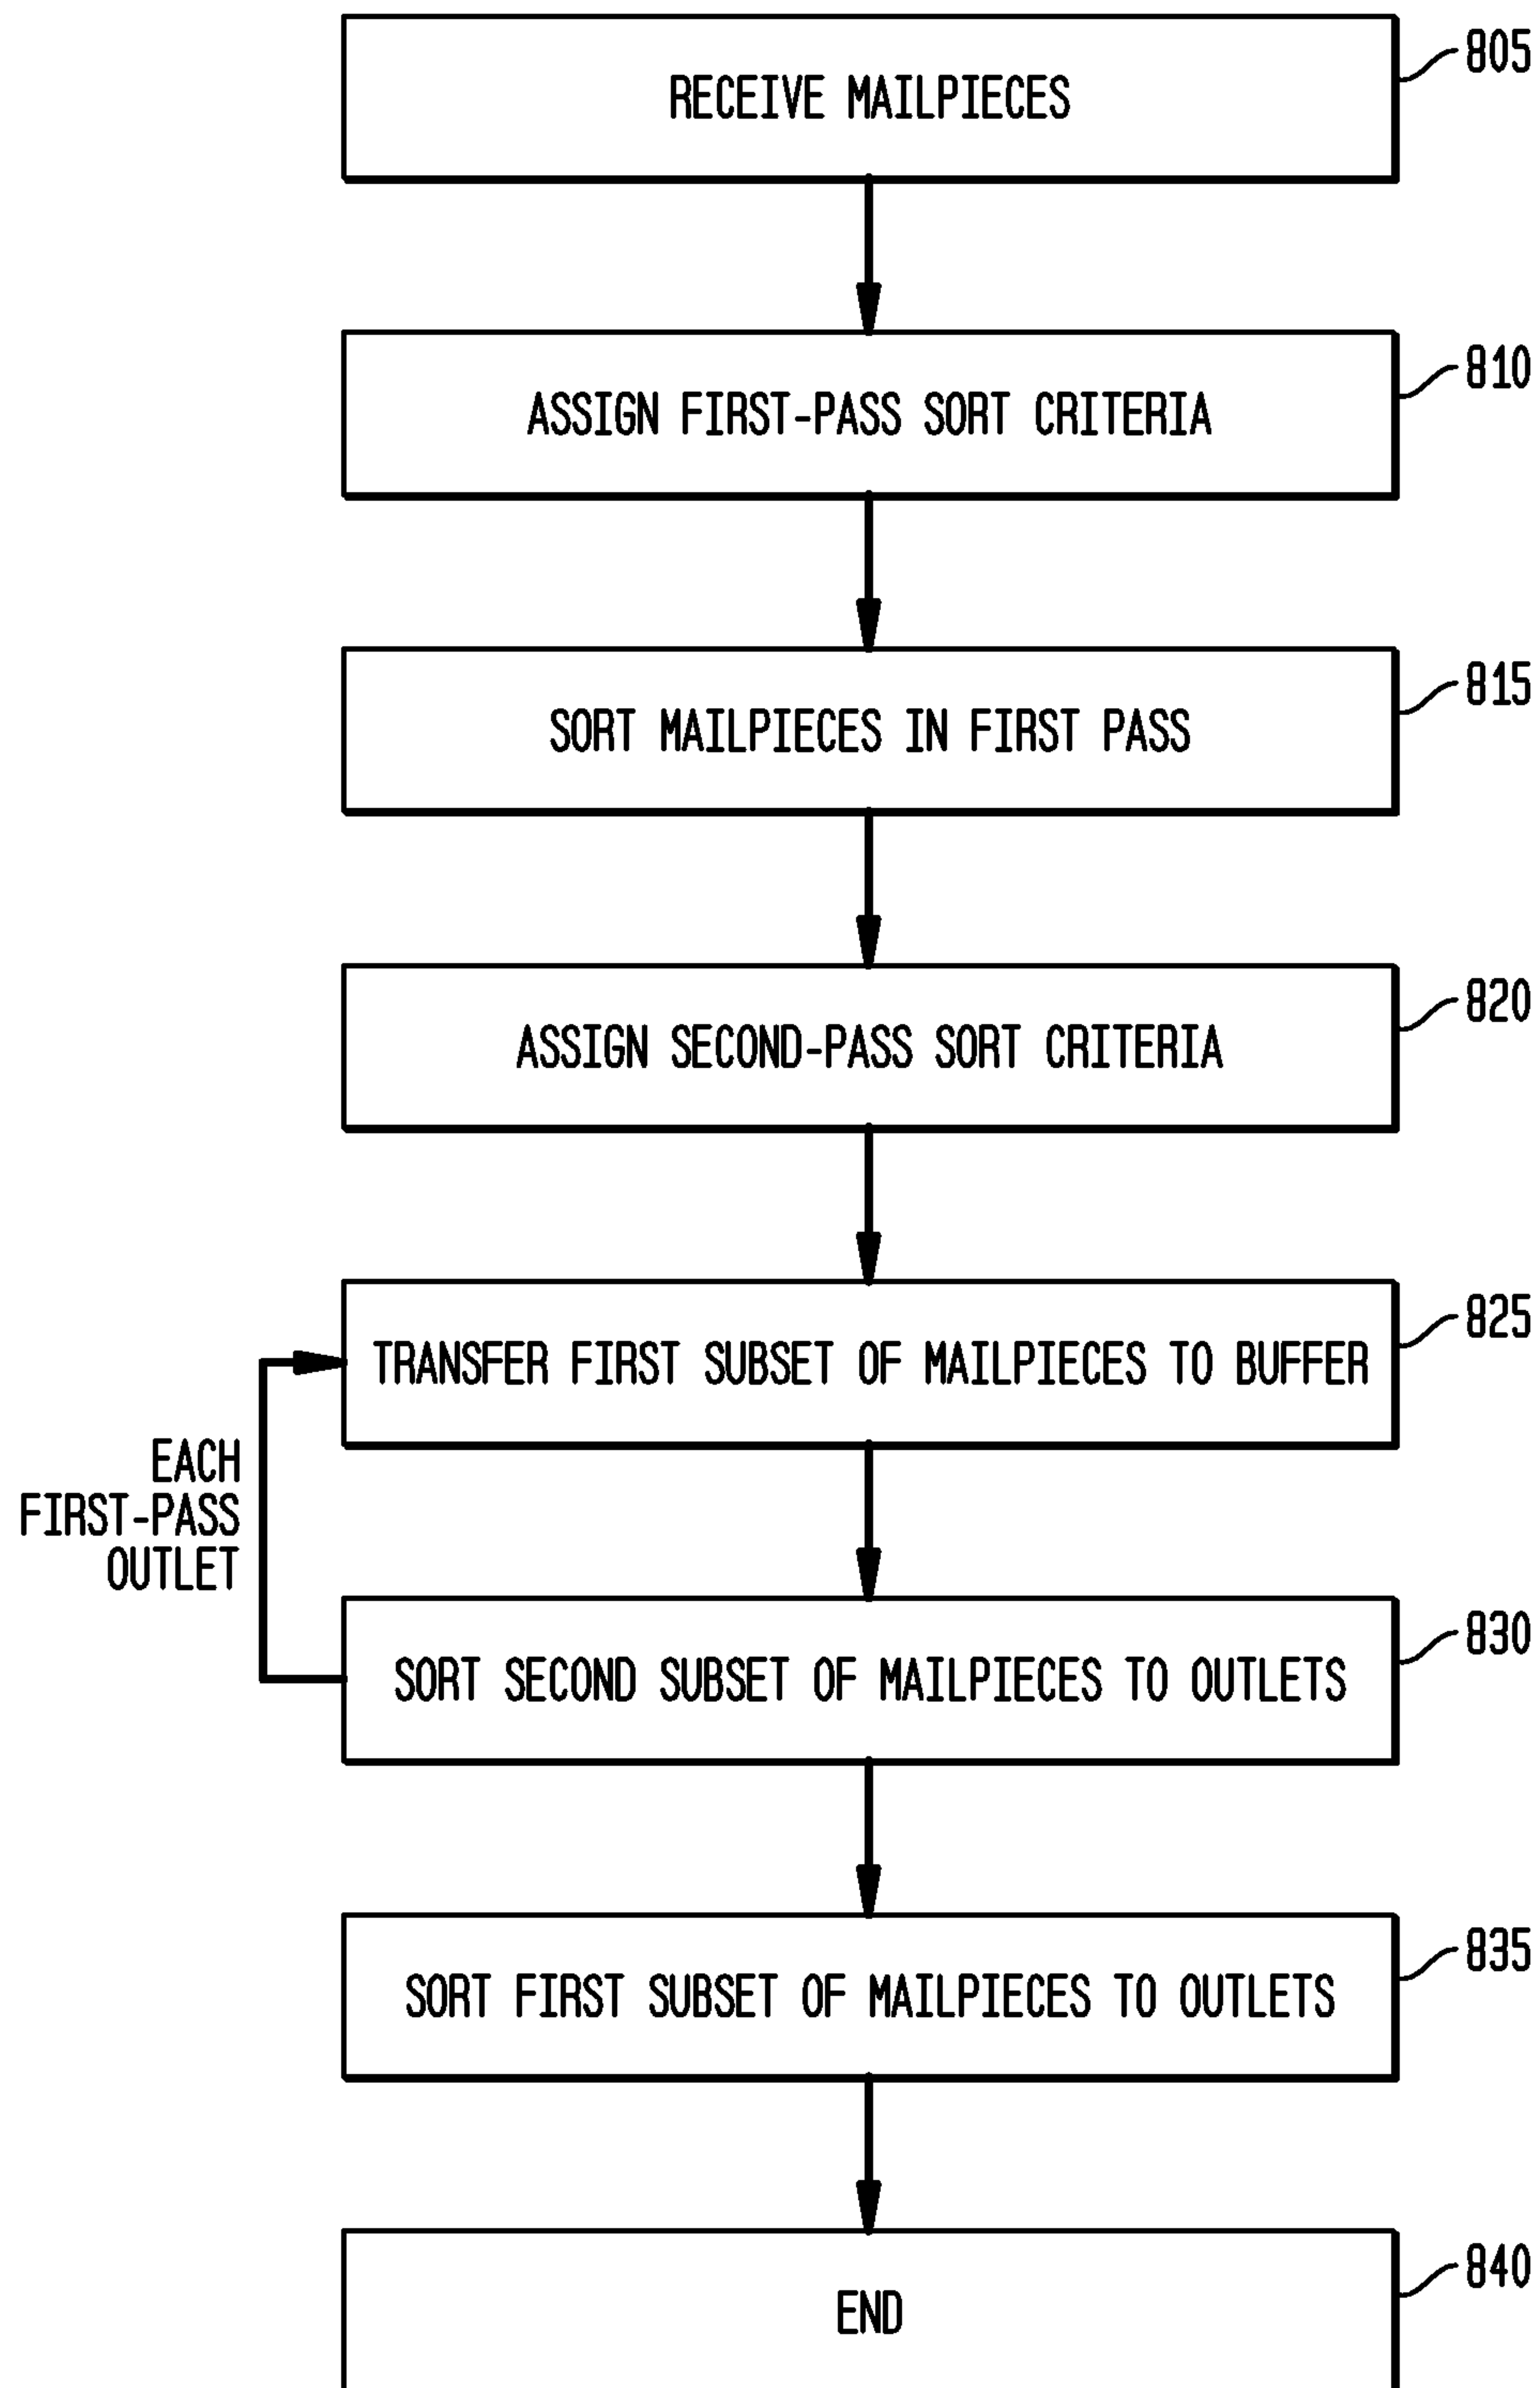 RECEIVE MAILPIECES
805
ASSIGN FIRST-PASS SORT CRITERIA
810
SORT MAILPIECES IN FIRST PASS
815
ASSIGN SECOND-PASS SORT CRITERIA
820
TRANSFER FIRST SUBSET OF MAILPIECES TO BUFFER
825
EACH
FIRST-PASS
OUTLET
SORT SECOND SUBSET OF MAILPIECES TO OUTLETS
830
SORT FIRST SUBSET OF MAILPIECES TO OUTLETS
835
END
840